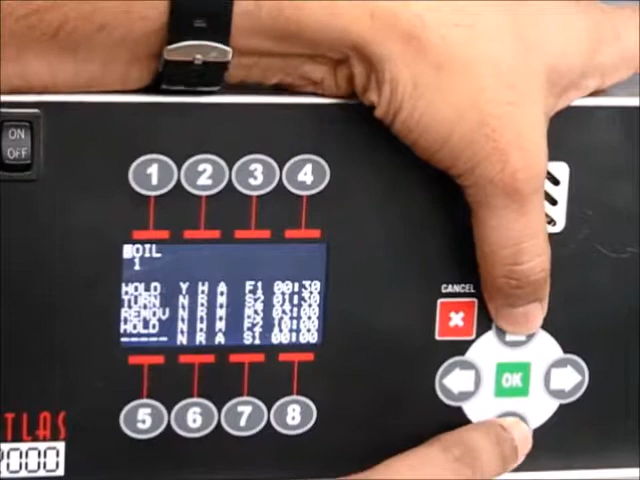 ON
OFF
1 2 3 4
OIL
1
HOLD Y H A F1 00:30
TURN N R M S2 01:30
REMOV N R M M3 03:00
HOLD N H M F2 10:00
------ N R A S1 00:00
CANCEL
OK
5 6 7 8
TLAS
000